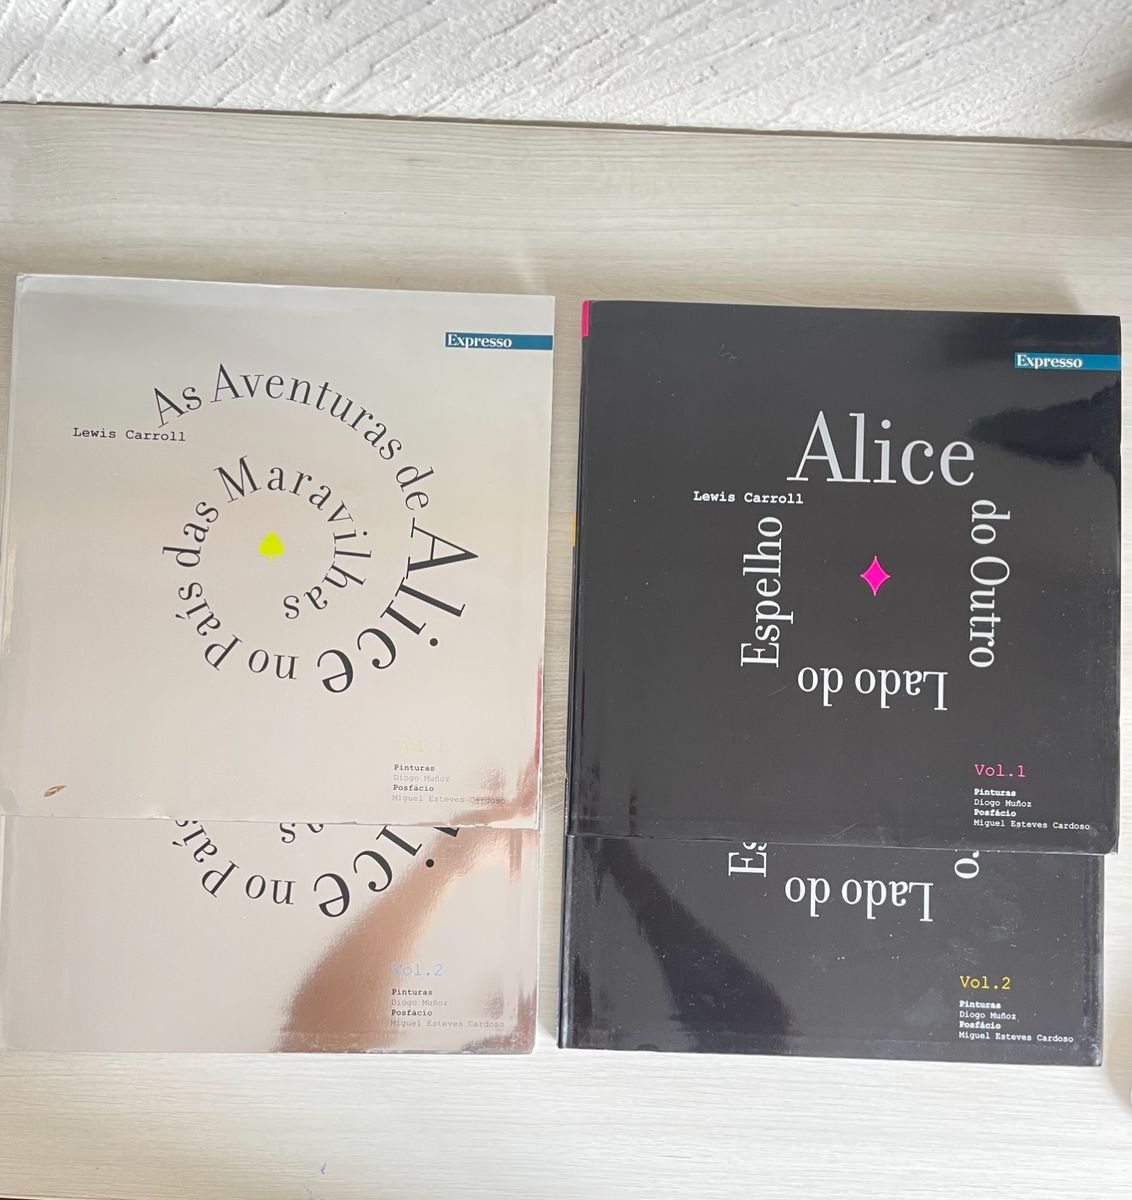 Expresso
As Aventuras de Alice no País das Maravilhas
Lewis Carroll
Vol.1
Pinturas
Diogo Muñoz
Posfácio
Miguel Esteves Cardoso
Alice no País
as
Vol.2
Pinturas
Diogo Muñoz
Posfácio
Miguel Esteves Cardoso
Expresso
Alice
do Outro
Lado do
Espelho
Lewis Carroll
Vol.1
Pinturas
Diogo Muñoz
Posfácio
Miguel Esteves Cardoso
ro
Lado do
Es
Vol.2
Pinturas
Diogo Muñoz
Posfácio
Miguel Esteves Cardoso